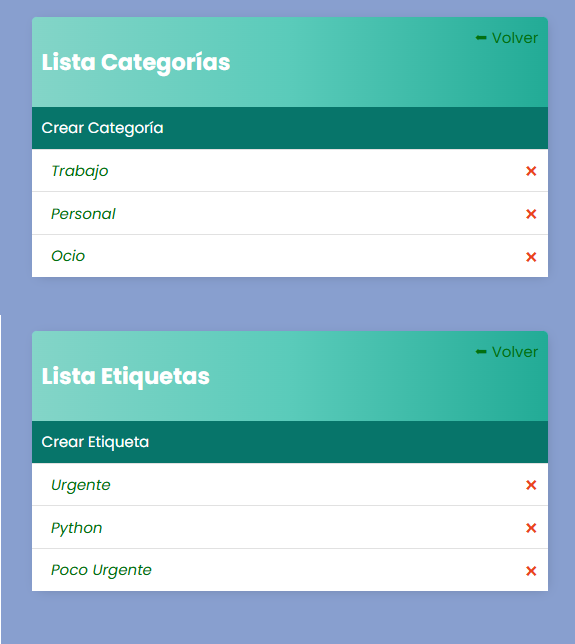 ⬅ Volver
Lista Categorías
Crear Categoría
Trabajo ×
Personal ×
Ocio ×
⬅ Volver
Lista Etiquetas
Crear Etiqueta
Urgente ×
Python ×
Poco Urgente ×